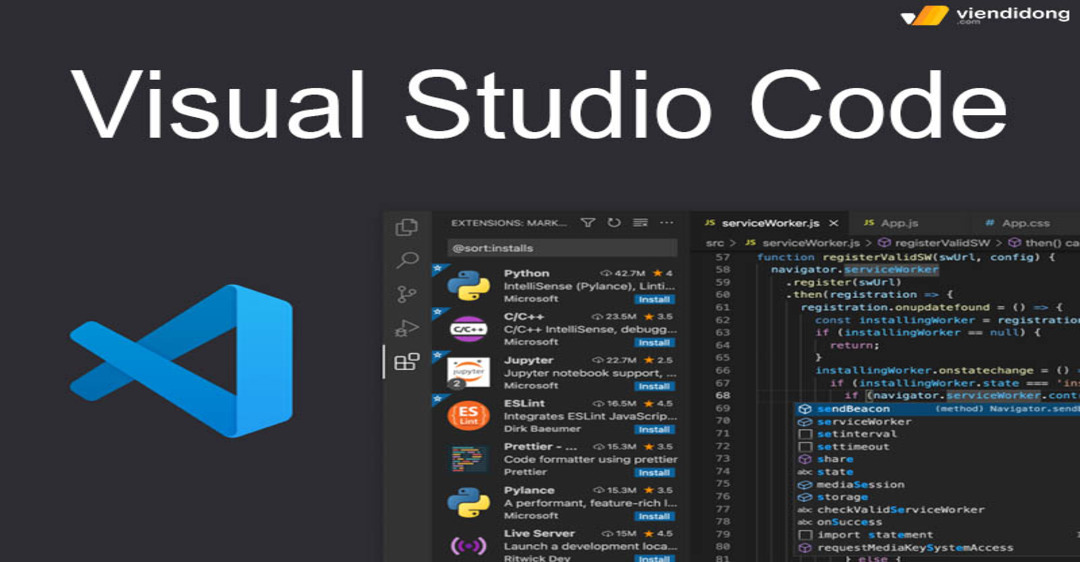 viendidong
.com
Visual Studio Code
EXTENSIONS: MARK...
@sort:installs
Python 42.7M ★ 4
IntelliSense (Pylance), Linti...
Microsoft Install
C/C++ 23.5M ★ 3.5
C/C++ IntelliSense, debugg...
Microsoft Install
Jupyter 22.7M ★ 2.5
Jupyter notebook support, ...
Microsoft Install
2
ESLint 16.5M ★ 4.5
Integrates ESLint JavaScrip...
Dirk Baeumer Install
Prettier - ... 15.3M ★ 3.5
Code formatter using prettier
Prettier Install
Pylance 15.3M ★ 3.5
A performant, feature-rich l...
Microsoft Install
Live Server 15M ★ 4.5
Launch a development loca...
Ritwick Dey Install
C/C++
jupyter
ES
Lint
JS serviceWorker.js × JS App.js # App.css
src > JS serviceWorker.js > registerValidSW > then() ca
57 function registerValidSW(swUrl, config) {
58 navigator.serviceWorker
59 .register(swUrl)
60 .then(registration => {
61 registration.onupdatefound = () => {
62 const installingWorker = registration
63 if (installingWorker == null) {
64 return;
65 }
66 installingWorker.onstatechange = () =
67 if (installingWorker.state === 'ins
68 if (navigator.serviceWorker.contr
69 sendBeacon (method) Navigator.sendB
70 serviceWorker
71 setinterval
72 settimeout
73 share
74 abc state
75 mediaSession
76 storage
77 abc checkValidServiceWorker
78 abc onSuccess
79 import statement
80 requestMediaKeySystemAccess
81 } else {